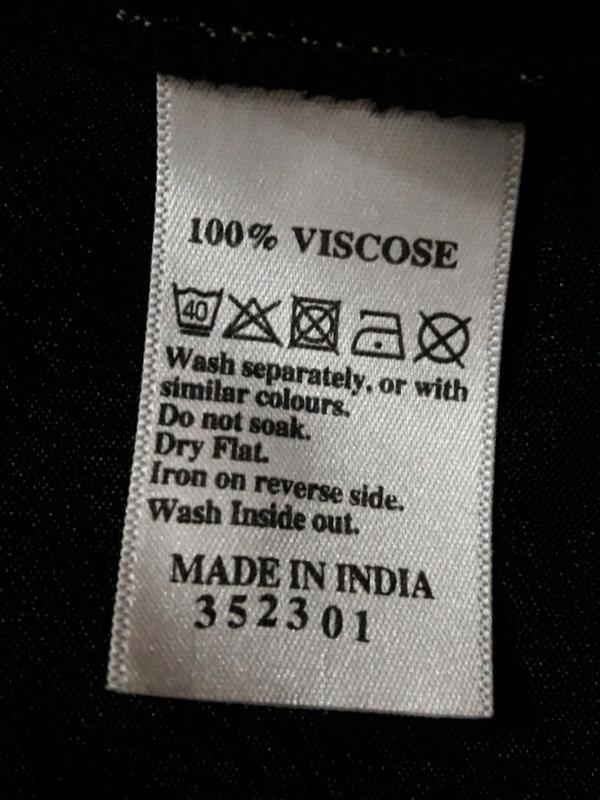 100% VISCOSE
40
Wash separately, or with
similar colours.
Do not soak.
Dry Flat.
Iron on reverse side.
Wash Inside out.
MADE IN INDIA
352301